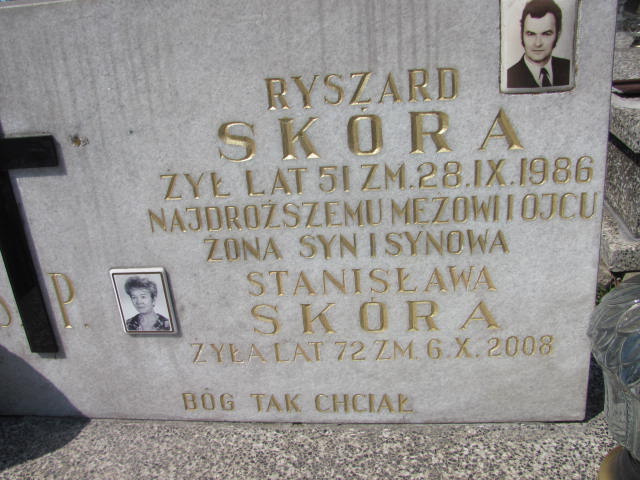 RYSZARD
SKÓRA
ŻYŁ LAT 51 ZM. 28.IX.1986
NAJDROŻSZEMU MĘŻOWI I OJCU
ŻONA SYN I SYNOWA
STANISŁAWA
SKÓRA
ŻYŁA LAT 72 ZM. 6.X.2008
Ś. P.
BÓG TAK CHCIAŁ